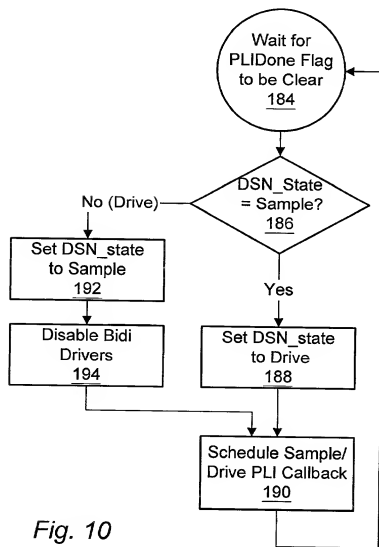 Wait for
PLIDone Flag
to be Clear
184
DSN_State
= Sample?
186
No (Drive)
Yes
Set DSN_state
to Sample
192
Disable Bidi
Drivers
194
Set DSN_state
to Drive
188
Schedule Sample/
Drive PLI Callback
190
Fig. 10